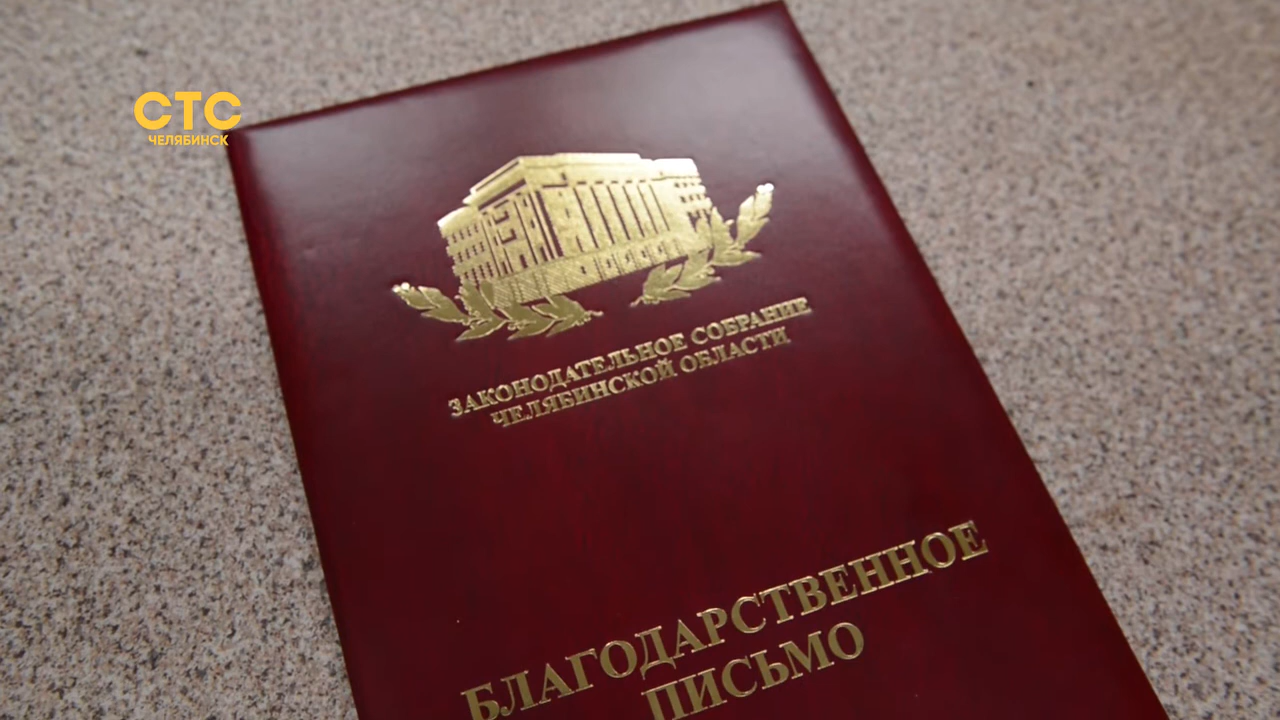 СТС
ЧЕЛЯБИНСК
ЗАКОНОДАТЕЛЬНОЕ СОБРАНИЕ
ЧЕЛЯБИНСКОЙ ОБЛАСТИ
БЛАГОДАРСТВЕННОЕ
ПИСЬМО